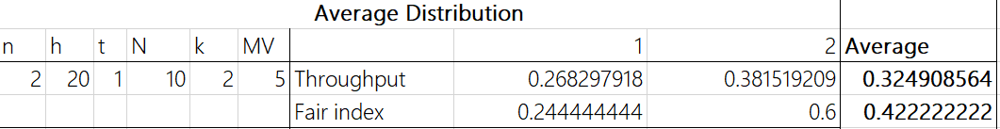 Average Distribution
n h t N k MV 1 2 Average
2 20 1 10 2 5 Throughput 0.268297918 0.381519209 0.324908564
Fair index 0.244444444 0.6 0.422222222